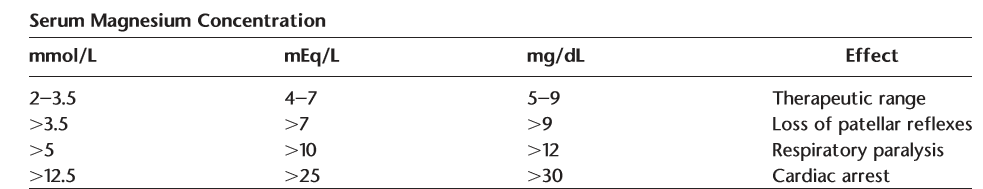 Serum Magnesium Concentration
mmol/L mEq/L mg/dL Effect
2–3.5 4–7 5–9 Therapeutic range
>3.5 >7 >9 Loss of patellar reflexes
>5 >10 >12 Respiratory paralysis
>12.5 >25 >30 Cardiac arrest